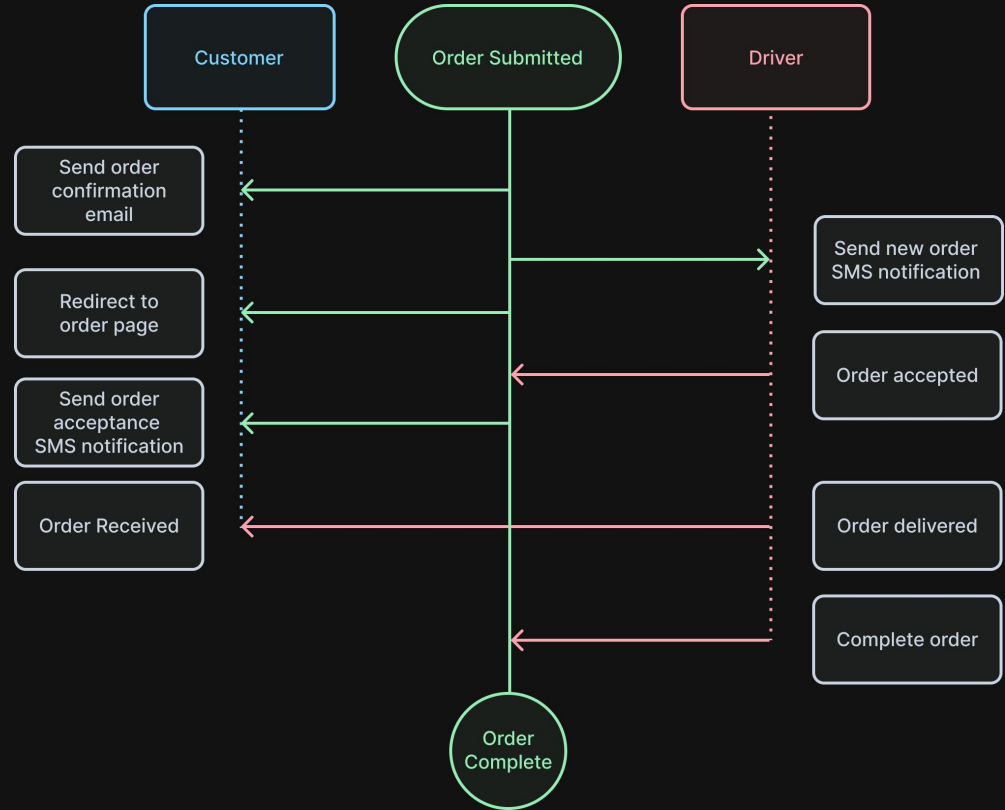 Customer
Order Submitted
Driver
Send order
confirmation
email
Send new order
SMS notification
Redirect to
order page
Order accepted
Send order
acceptance
SMS notification
Order Received
Order delivered
Complete order
Order
Complete